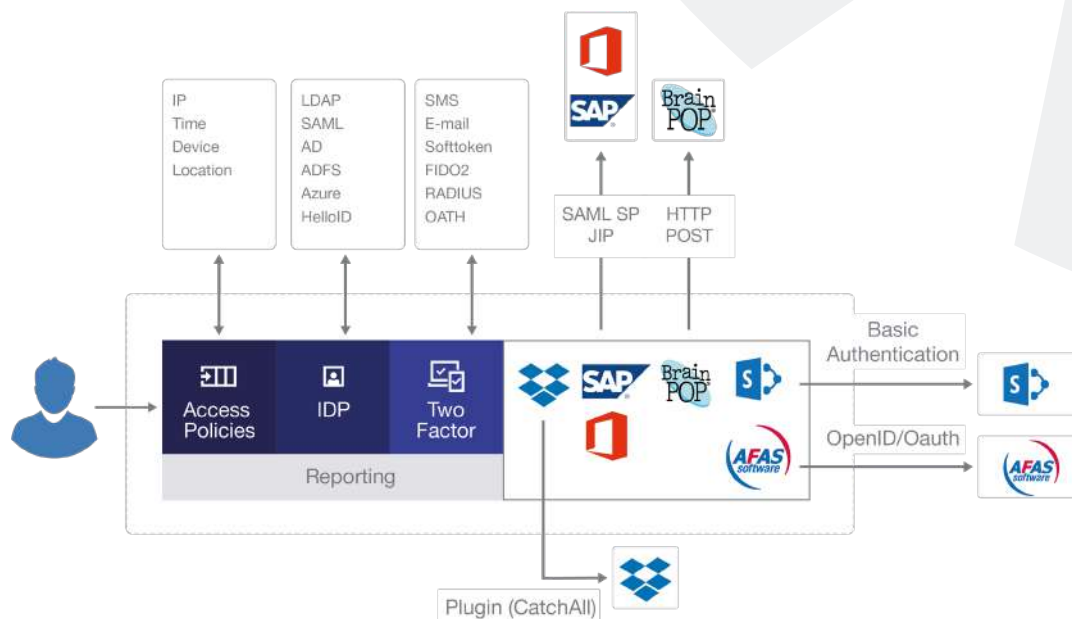 IP
Time
Device
Location
LDAP
SAML
AD
ADFS
Azure
HelloID
SMS
E-mail
Softtoken
FIDO2
RADIUS
OATH
SAP
Brain
POP
SAML SP
JIP
HTTP
POST
Access
Policies
IDP
Two
Factor
Reporting
SAP
Brain
POP
S
AFAS
software
Basic
Authentication
S
OpenID/Oauth
AFAS
software
Plugin (CatchAll)